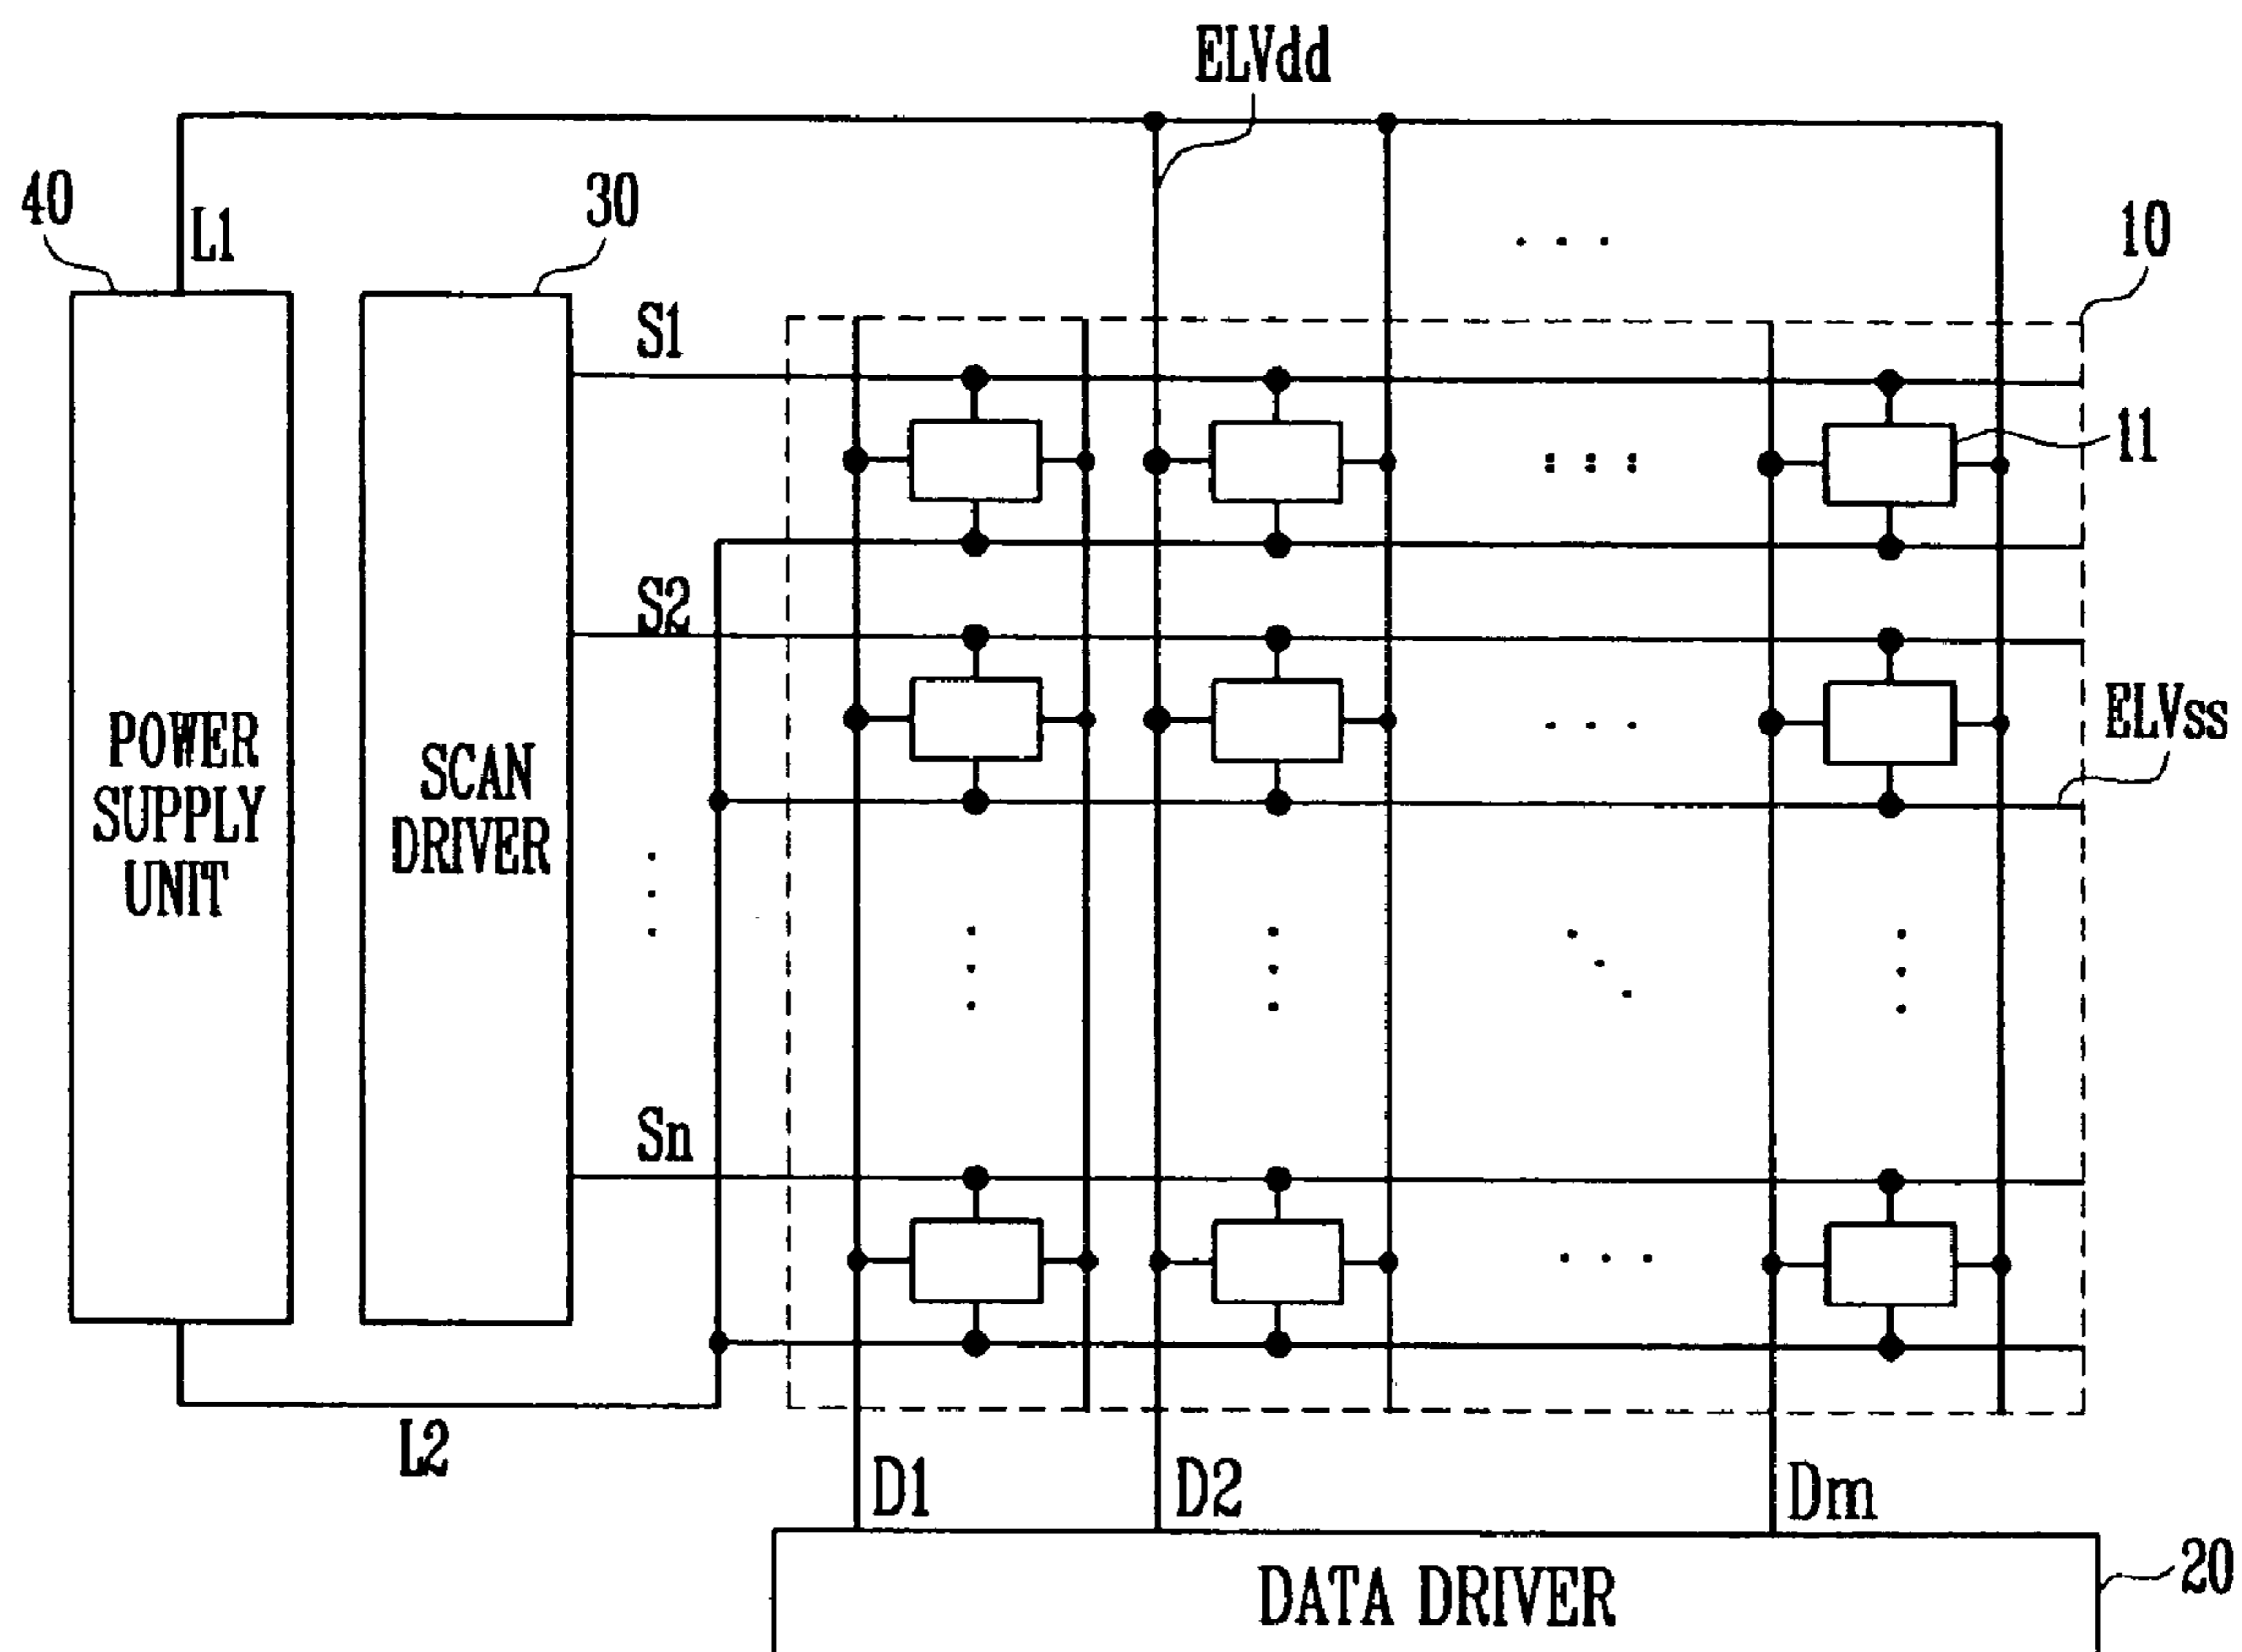 ELVdd
40
L1
30
10
S1
11
S2
ELVss
POWER
SUPPLY
UNIT
SCAN
DRIVER
Sn
L2
D1
D2
Dm
DATA DRIVER
20